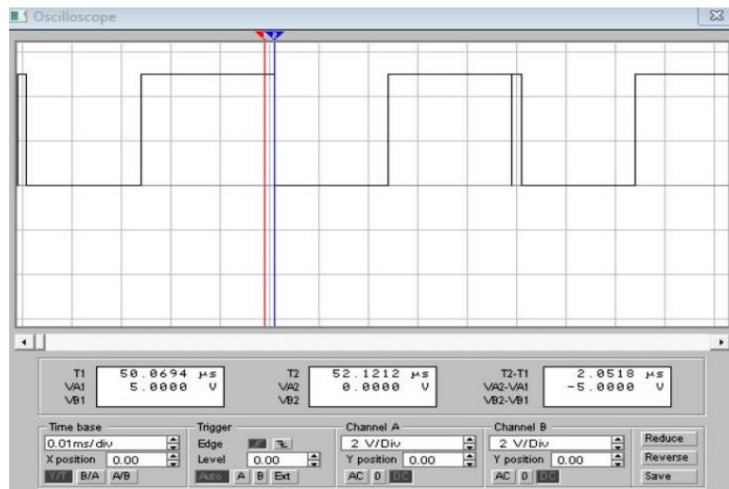 Oscilloscope
1
2
T1 50.0694 μs T2 52.1212 μs T2-T1 2.0518 μs
VA1 5.0000 V VA2 0.0000 V VA2-VA1 -5.0000 V
VB1 VB2 VB2-VB1
Time base Trigger Channel A Channel B
0.01ms/div Edge 2 V/Div 2 V/Div Reduce
X position 0.00 Level 0.00 Y position 0.00 Y position 0.00 Reverse
Y/T B/A A/B Auto A B Ext AC 0 DC AC 0 DC Save